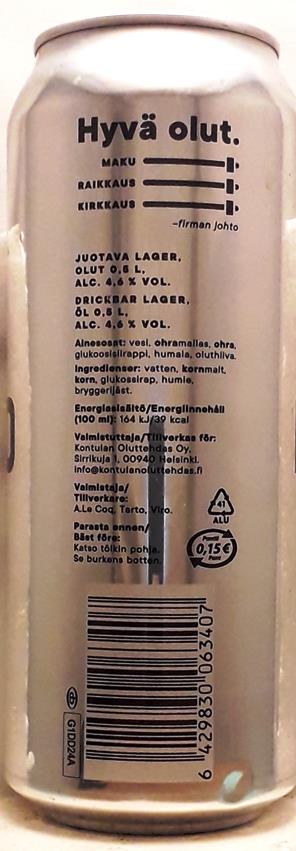 Hyvä olut.
MAKU
RAIKKAUS
KIRKKAUS
–firman johto
JUOTAVA LAGER,
OLUT 0,5 L,
ALC. 4,6 % VOL.
DRICKBAR LAGER,
ÖL 0,5 L,
ALC. 4,6 % VOL.
Ainesosat: vesi, ohramallas, ohra,
glukoosisiirappi, humala, oluthiiva.
Ingredienser: vatten, kornmalt,
korn, glukossirap, humle,
bryggerijäst.
Energiasisältö/Energiinnehåll
(100 ml): 164 kJ/39 kcal
Valmistuttaja/Tillverkas för:
Kontulan Oluttehdas Oy.
Sirrikuja 1, 00940 Helsinki.
info@kontulanoluttehdas.fi
Valmistaja/
Tillverkare:
A.Le Coq, Tarto, Viro.
Parasta ennen/
Bäst före:
Katso tölkin pohja.
Se burkens botten.
41
ALU
Pantti
0,15 €
Pant
6 429830 063407
G1DD24A